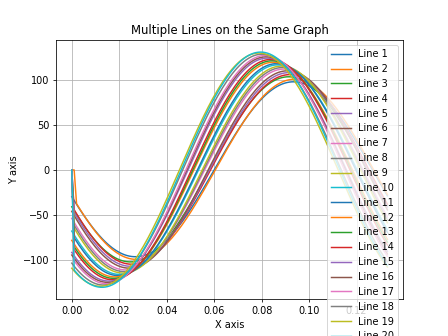 Multiple Lines on the Same Graph
Y axis
100
50
0
−50
−100
0.00
0.02
0.04
0.06
0.08
0.10
X axis
Line 1
Line 2
Line 3
Line 4
Line 5
Line 6
Line 7
Line 8
Line 9
Line 10
Line 11
Line 12
Line 13
Line 14
Line 15
Line 16
Line 17
Line 18
Line 19
Line 20